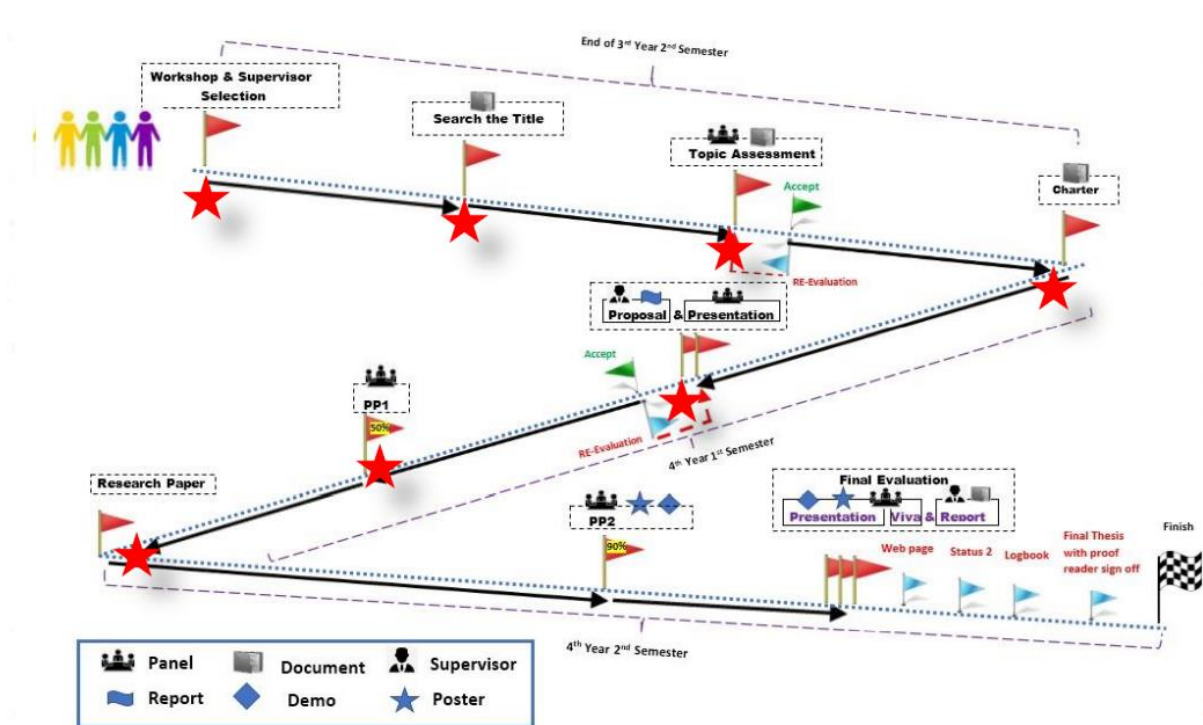 End of 3rd Year 2nd Semester
Workshop & Supervisor
Selection
Search the Title
Topic Assessment
Accept
Charter
RE-Evaluation
Proposal & Presentation
Accept
PP1
50%
RE-Evaluation
4th Year 1st Semester
Research Paper
PP2
90%
Final Evaluation
Presentation Viva & Report
Web page
Status 2
Logbook
Final Thesis
with proof
reader sign off
Finish
4th Year 2nd Semester
Panel Document Supervisor
Report Demo Poster